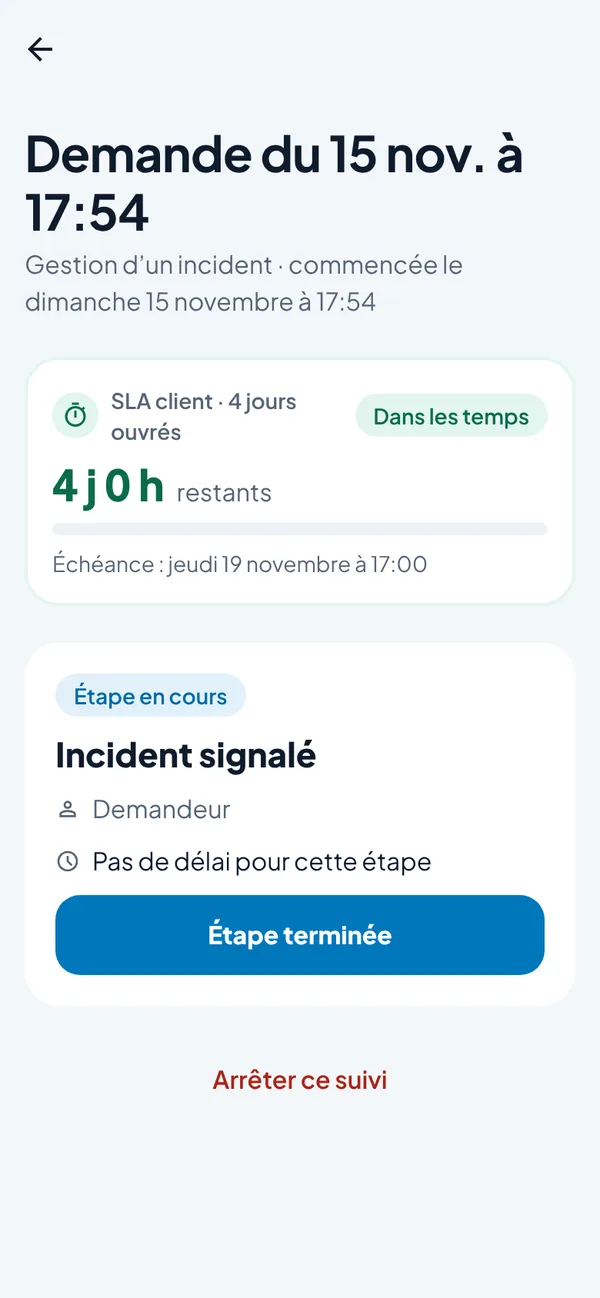 Demande du 15 nov. à
17:54
Gestion d’un incident · commencée le
dimanche 15 novembre à 17:54
SLA client · 4 jours
ouvrés
Dans les temps
4 j 0 h restants
Échéance : jeudi 19 novembre à 17:00
Étape en cours
Incident signalé
Demandeur
Pas de délai pour cette étape
Étape terminée
Arrêter ce suivi